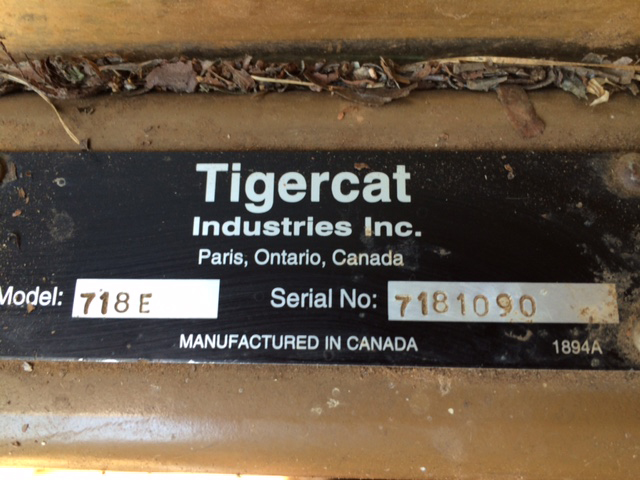 Tigercat
Industries Inc.
Paris, Ontario, Canada
Model: 718E Serial No: 7181090
MANUFACTURED IN CANADA 1894A